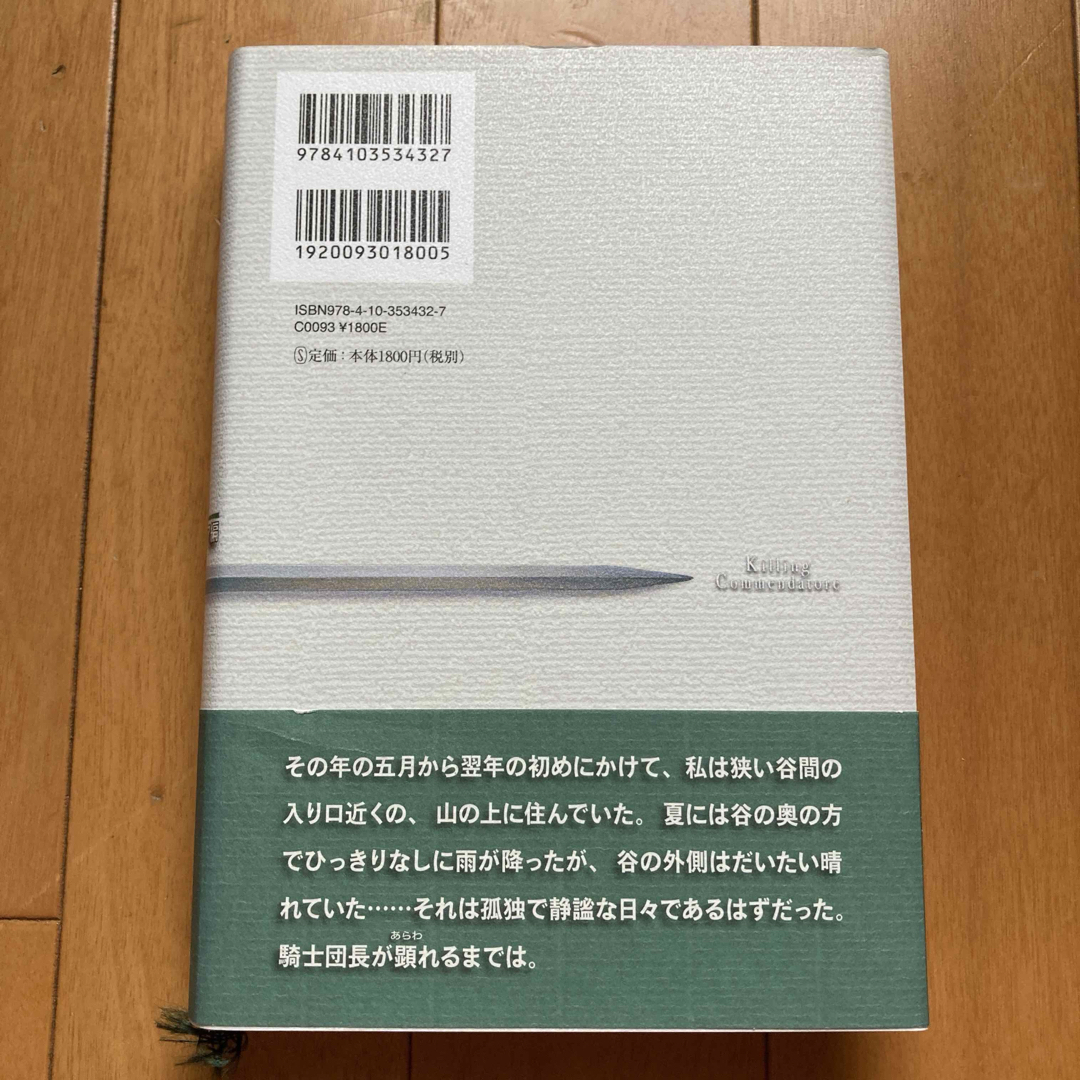 9784103534327
1920093018005
ISBN978-4-10-353432-7
C0093 ¥1800E
Ⓢ定価：本体1800円（税別）
Killing
Commendatore
その年の五月から翌年の初めにかけて、私は狭い谷間の
入り口近くの、山の上に住んでいた。夏には谷の奥の方
でひっきりなしに雨が降ったが、谷の外側はだいたい晴
れていた……それは孤独で静謐な日々であるはずだった。
あらわ
騎士団長が顕れるまでは。